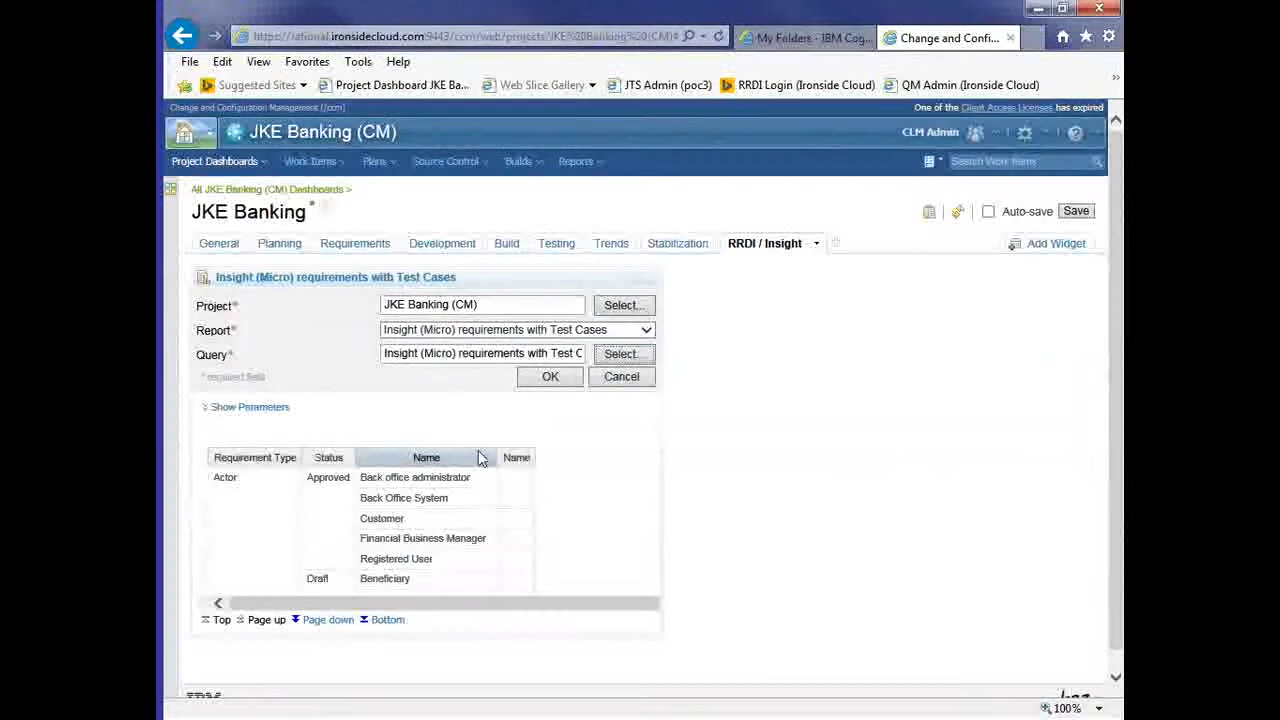 https://rational.ironsidecloud.com:9443/ccm/web/projects/JKE%20Banking%20(CM)#
My Folders - IBM Cog...
Change and Confi...
File Edit View Favorites Tools Help
Suggested Sites Project Dashboard JKE Ba... Web Slice Gallery JTS Admin (poc3) RRDI Login (Ironside Cloud) QM Admin (Ironside Cloud)
Change and Configuration Management (/ccm)
One of the Client Access Licenses has expired
JKE Banking (CM)
CLM Admin
Project Dashboards Work Items Plans Source Control Builds Reports
Search Work Items
All JKE Banking (CM) Dashboards >
JKE Banking *
Auto-save Save
General Planning Requirements Development Build Testing Trends Stabilization RRDI / Insight
Add Widget
Insight (Micro) requirements with Test Cases
Project* JKE Banking (CM) Select...
Report* Insight (Micro) requirements with Test Cases
Query* Insight (Micro) requirements with Test C Select...
* required field
OK Cancel
Show Parameters
Requirement Type Status Name Name
Actor Approved Back office administrator
Back Office System
Customer
Financial Business Manager
Registered User
Draft Beneficiary
Top Page up Page down Bottom
100%